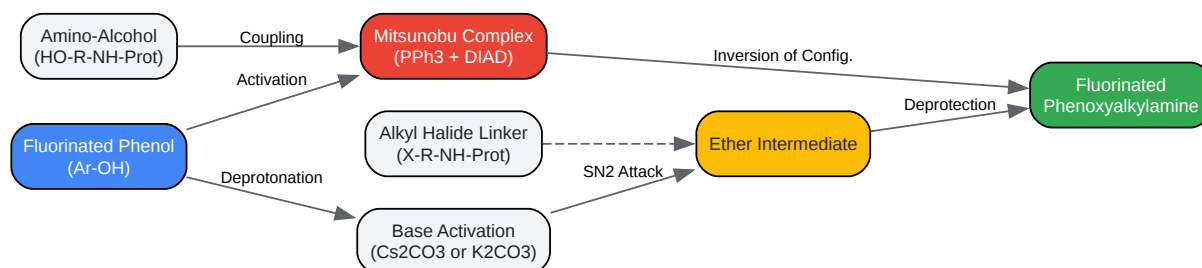 Amino-Alcohol
(HO-R-NH-Prot)
Coupling
Mitsunobu Complex
(PPh3 + DIAD)
Inversion of Config.
Activation
Fluorinated
Phenoxyalkylamine
Deprotection
Fluorinated Phenol
(Ar-OH)
Alkyl Halide Linker
(X-R-NH-Prot)
Ether Intermediate
Deprotonation
SN2 Attack
Base Activation
(Cs2CO3 or K2CO3)